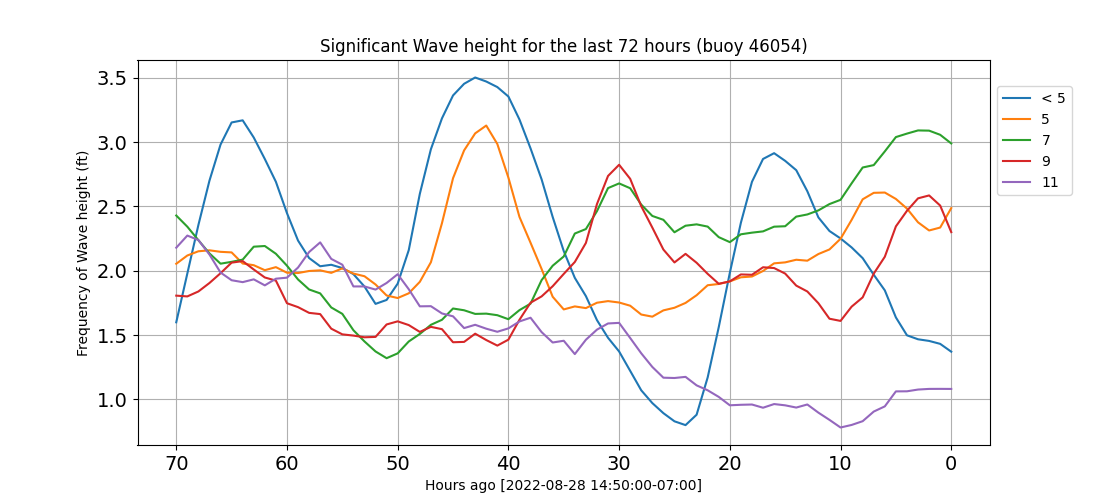 Significant Wave height for the last 72 hours (buoy 46054)
Frequency of Wave height (ft)
3.5
3.0
2.5
2.0
1.5
1.0
70 60 50 40 30 20 10 0
Hours ago [2022-08-28 14:50:00-07:00]
< 5
5
7
9
11